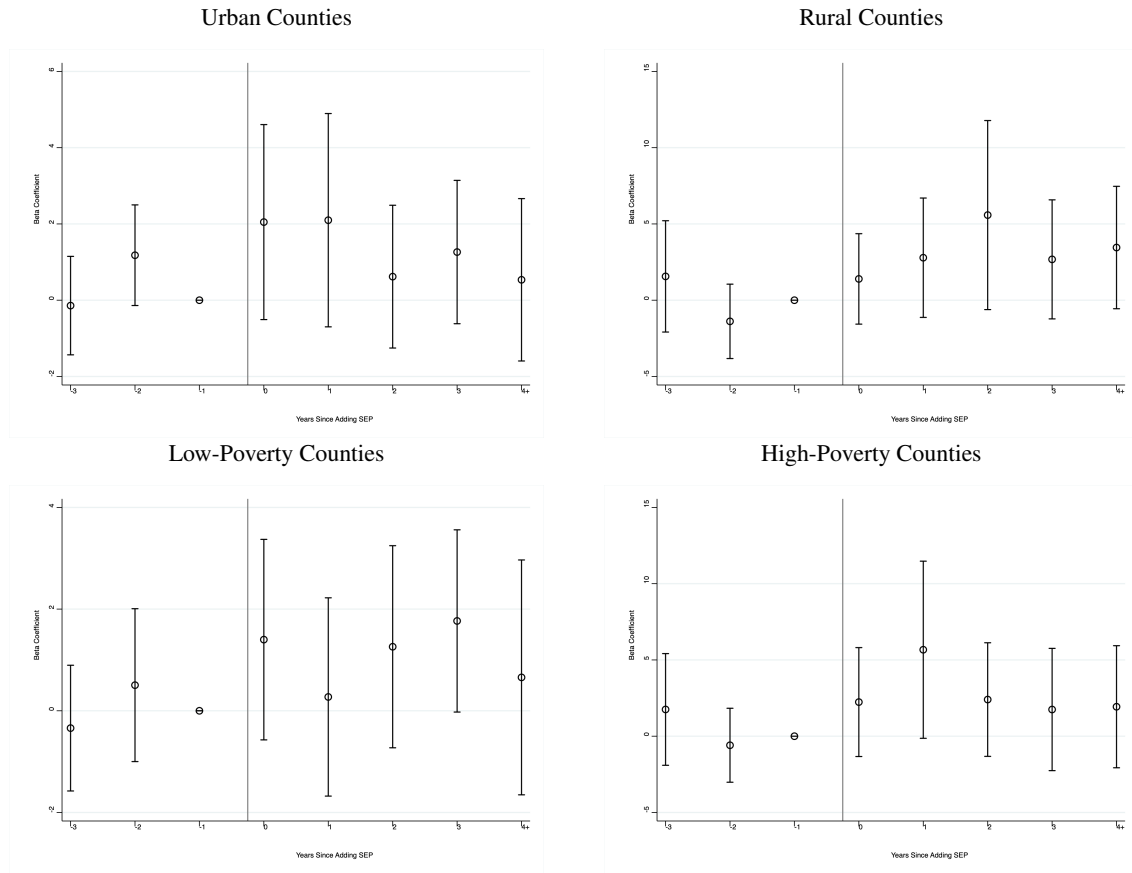 Urban Counties
Rural Counties
6
4
2
0
-2
Beta Coefficient
-3 -2 -1 0 1 2 3 4+
Years Since Adding SEP
15
10
5
0
-5
Beta Coefficient
-3 -2 -1 0 1 2 3 4+
Years Since Adding SEP
Low-Poverty Counties
High-Poverty Counties
4
2
0
-2
Beta Coefficient
-3 -2 -1 0 1 2 3 4+
Years Since Adding SEP
15
10
5
0
-5
Beta Coefficient
-3 -2 -1 0 1 2 3 4+
Years Since Adding SEP